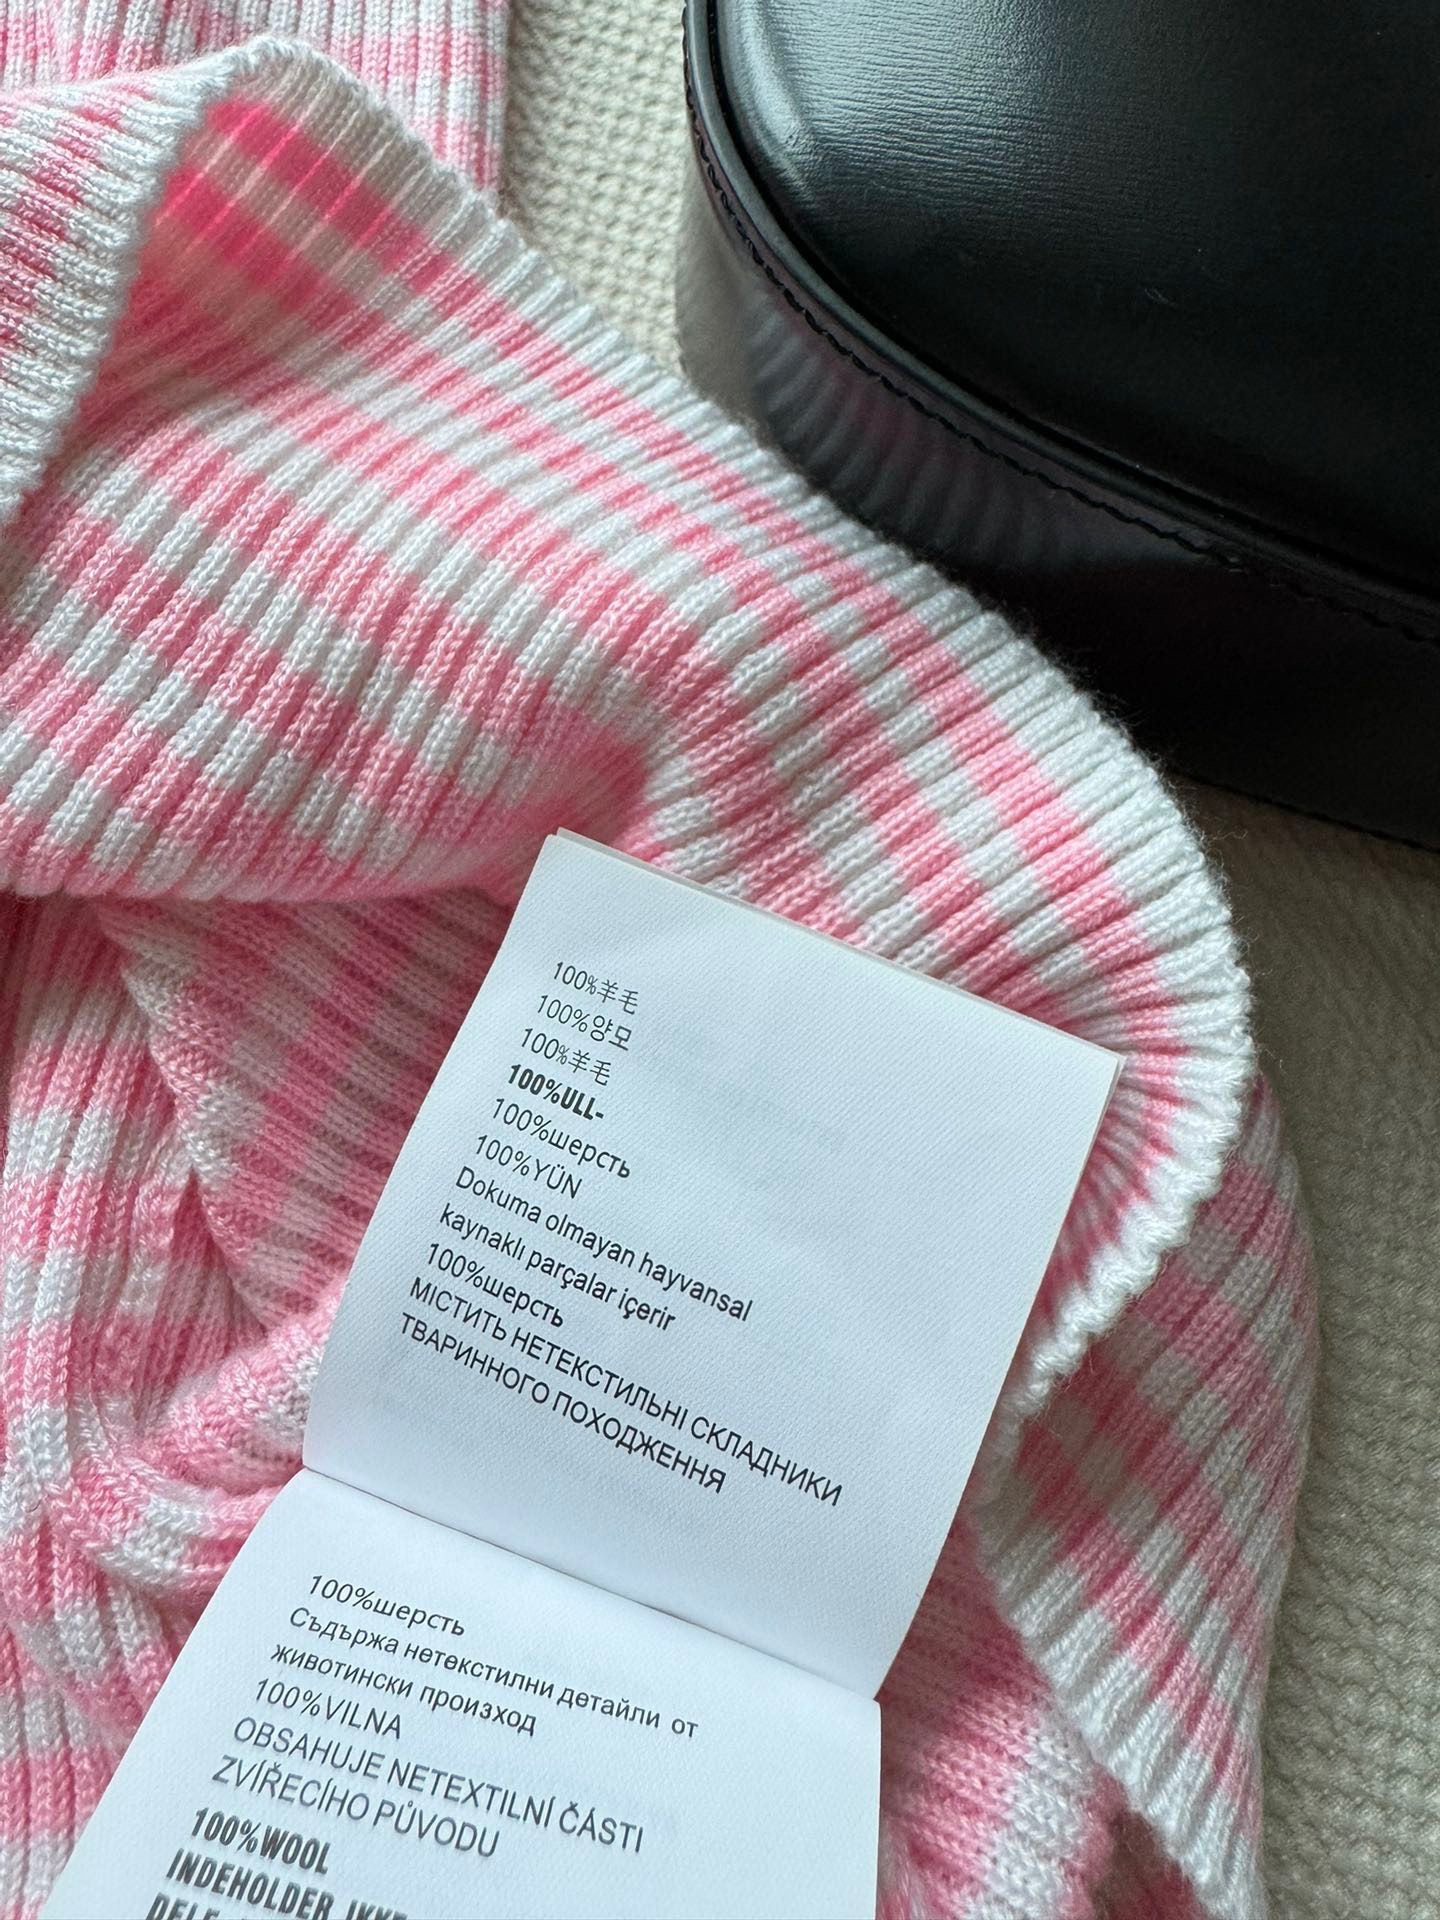 100%羊毛
100%양모
100%羊毛
100%ULL-
100%шерсть
100%YÜN
Dokuma olmayan hayvansal
kaynaklı parçalar içerir
100%шерсть
МІСТИТЬ НЕТЕКСТИЛЬНІ СКЛАДНИКИ
ТВАРИННОГО ПОХОДЖЕННЯ
100%шерсть
Съдържа нетекстилни детайли от
животински произход
100%VILNA
OBSAHUJE NETEXTILNÍ ČÁSTI
ZVÍŘECÍHO PŮVODU
100%WOOL
INDEHOLDER IKKE